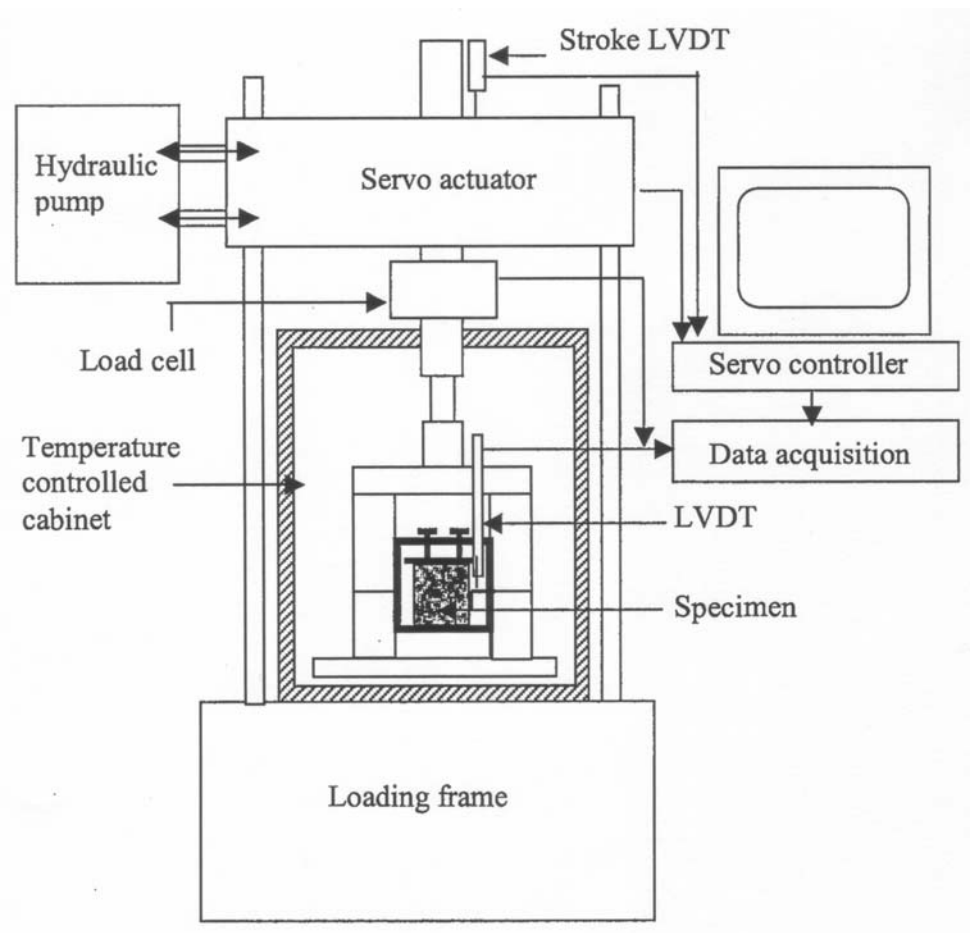 Stroke LVDT
Hydraulic
pump
Servo actuator
Load cell
Servo controller
Temperature
controlled
cabinet
Data acquisition
LVDT
Specimen
Loading frame